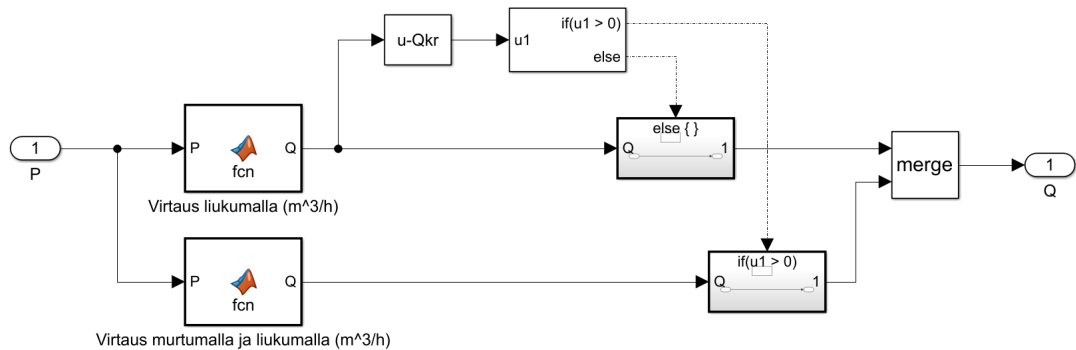 if(u1 > 0)
u-Qkr
u1
else
else { }
1
P
P
fcn
Q
Q
1
merge
1
Q
Virtaus liukumalla (m^3/h)
if(u1 > 0)
P
fcn
Q
Q
1
Virtaus murtumalla ja liukumalla (m^3/h)